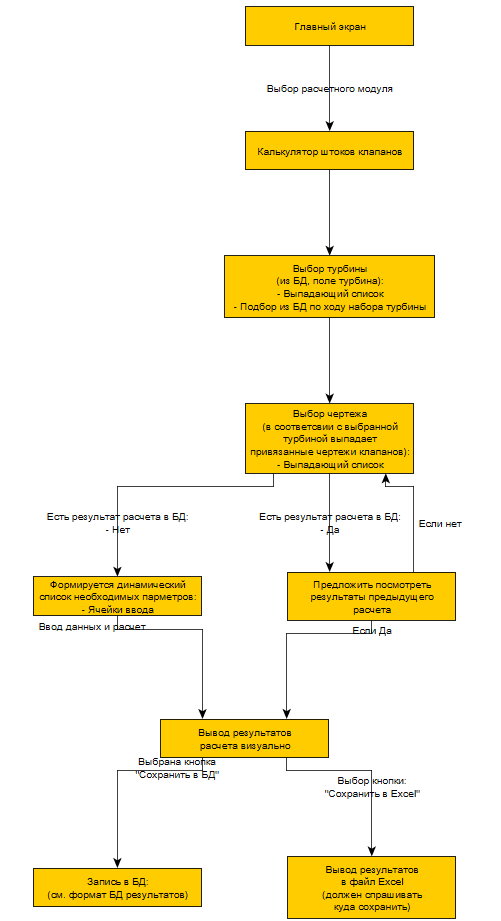 Главный экран
Выбор расчетного модуля
Калькулятор штоков клапанов
Выбор турбины
(из БД, поле турбина):
- Выпадающий список
- Подбор из БД по ходу набора турбины
Выбор чертежа
(в соответсвии с выбранной
турбиной выпадает
привязанные чертежи клапанов):
- Выпадающий список
Есть результат расчета в БД:
- Нет
Есть результат расчета в БД:
- Да
Если нет
Формируется динамический
список необходимых парметров:
- Ячейки ввода
Предложить посмотреть
результаты предыдущего
расчета
Ввод данных и расчет
Если Да
Вывод результатов
расчета визуально
Выбрана кнопка
"Сохранить в БД"
Выбор кнопки:
"Сохранить в Excel"
Запись в БД:
(см. формат БД результатов)
Вывод результатов
в файл Excel
(должен спрашивать
куда сохранить)